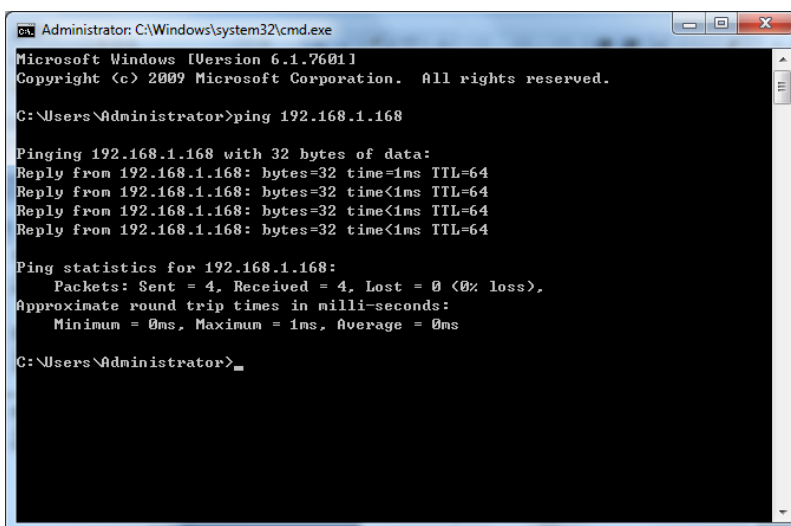 Administrator: C:\Windows\system32\cmd.exe
Microsoft Windows [Version 6.1.7601]
Copyright (c) 2009 Microsoft Corporation.  All rights reserved.
C:\Users\Administrator>ping 192.168.1.168
Pinging 192.168.1.168 with 32 bytes of data:
Reply from 192.168.1.168: bytes=32 time=1ms TTL=64
Reply from 192.168.1.168: bytes=32 time<1ms TTL=64
Reply from 192.168.1.168: bytes=32 time<1ms TTL=64
Reply from 192.168.1.168: bytes=32 time<1ms TTL=64
Ping statistics for 192.168.1.168:
    Packets: Sent = 4, Received = 4, Lost = 0 (0% loss),
Approximate round trip times in milli-seconds:
    Minimum = 0ms, Maximum = 1ms, Average = 0ms
C:\Users\Administrator>